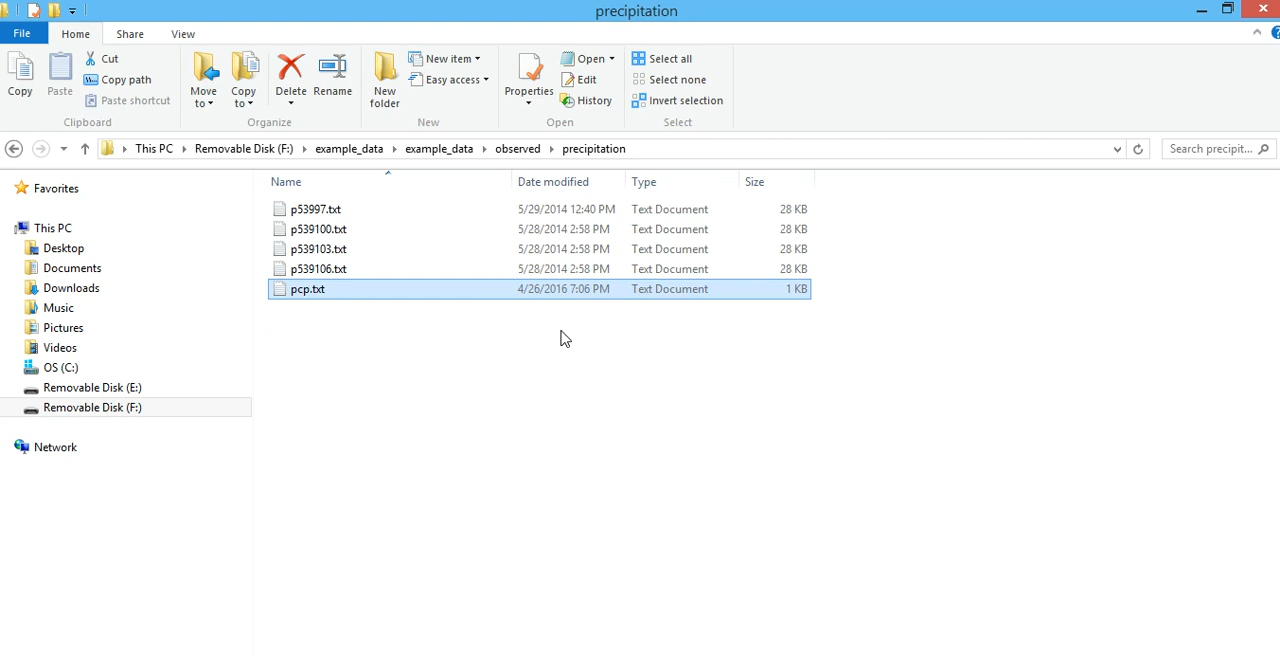 precipitation
File Home Share View
Copy Paste Cut Copy path Paste shortcut Clipboard
Move to Copy to Delete Rename Organize
New folder New item Easy access New
Properties Open Edit History Open
Select all Select none Invert selection Select
This PC Removable Disk (F:) example_data example_data observed precipitation Search precipit...
Favorites
This PC
Desktop
Documents
Downloads
Music
Pictures
Videos
OS (C:)
Removable Disk (E:)
Removable Disk (F:)
Network
Name Date modified Type Size
p53997.txt 5/29/2014 12:40 PM Text Document 28 KB
p539100.txt 5/28/2014 2:58 PM Text Document 28 KB
p539103.txt 5/28/2014 2:58 PM Text Document 28 KB
p539106.txt 5/28/2014 2:58 PM Text Document 28 KB
pcp.txt 4/26/2016 7:06 PM Text Document 1 KB